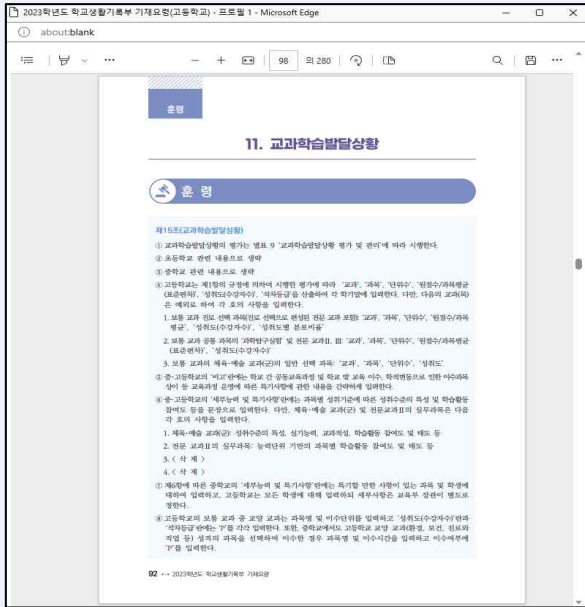 2023학년도 학교생활기록부 기재요령(고등학교) - 프로필 1 - Microsoft Edge
about:blank
98 의 280
훈령
11. 교과학습발달상황
훈 령
제15조(교과학습발달상황)
① 교과학습발달상황의 평가는 별표 9 '교과학습발달상황 평가 및 관리'에 따라 시행한다.
② 초등학교 관련 내용으로 생략
③ 중학교 관련 내용으로 생략
④ 고등학교는 제1항의 규정에 의하여 시행한 평가에 따라 '교과', '과목', '단위수', '원점수/과목평균
(표준편차)', '성취도(수강자수)', '석차등급'을 산출하여 각 학기말에 입력한다. 다만, 다음의 교과(목)
은 예외로 하여 각 호의 사항을 입력한다.
1. 보통 교과 진로 선택 과목(진로 선택으로 편성된 전문 교과 포함): '교과', '과목', '단위수', '원점수/과목
평균', '성취도(수강자수)', '성취도별 분포비율'
2. 보통 교과 공통 과목의 '과학탐구실험' 및 전문 교과Ⅱ, Ⅲ: '교과', '과목', '단위수', '원점수/과목평균
(표준편차)', '성취도(수강자수)'
3. 보통 교과의 체육·예술 교과(군)의 일반 선택 과목: '교과', '과목', '단위수', '성취도'
⑤ 중·고등학교의 '비고'란에는 학교 간 공동교육과정 및 학교 밖 교육 이수, 학적변동으로 인한 이수과목
상이 등 교육과정 운영에 따른 특기사항에 관한 내용을 간략하게 입력한다.
⑥ 중·고등학교의 '세부능력 및 특기사항'란에는 과목별 성취기준에 따른 성취수준의 특성 및 학습활동
참여도 등을 문장으로 입력한다. 다만, 체육·예술 교과(군) 및 전문교과Ⅱ의 실무과목은 다음
각 호의 사항을 입력한다.
1. 체육·예술 교과(군): 성취수준의 특성, 실기능력, 교과적성, 학습활동 참여도 및 태도 등
2. 전문 교과Ⅱ의 실무과목: 능력단위 기반의 과목별 학습활동 참여도 및 태도 등
3. < 삭 제 >
4. < 삭 제 >
⑦ 제6항에 따른 중학교의 '세부능력 및 특기사항'란에는 특기할 만한 사항이 있는 과목 및 학생에
대하여 입력하고, 고등학교는 모든 학생에 대해 입력하되 세부사항은 교육부 장관이 별도로
정한다.
⑧ 고등학교의 보통 교과 중 교양 교과는 과목명 및 이수단위를 입력하고 '성취도(수강자수)'란과
'석차등급'란에는 'P'를 각각 입력한다. 또한, 중학교에서도 고등학교 교양 교과(환경, 보건, 진로와
직업 등) 성격의 과목을 선택하여 이수한 경우 과목명 및 이수시간을 입력하고 이수여부에
'P'를 입력한다.
92 ↔ 2023학년도 학교생활기록부 기재요령